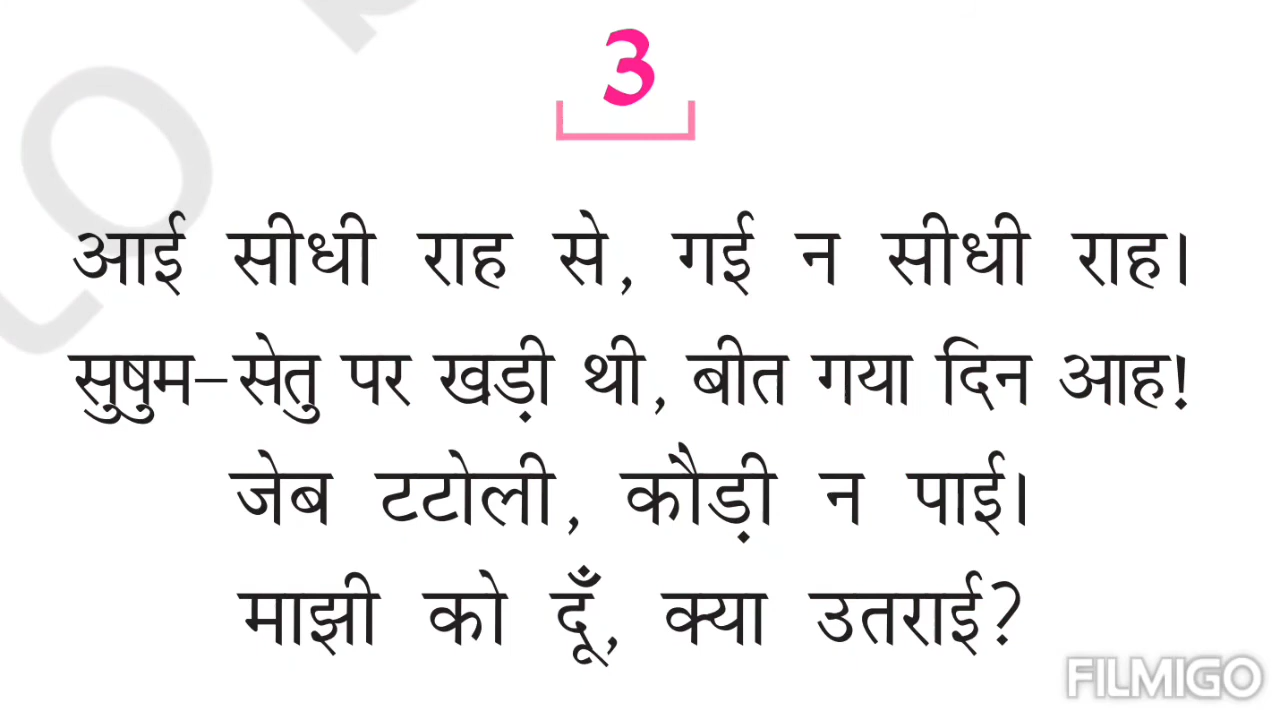 3
आई सीधी राह से, गई न सीधी राह।
सुषुम-सेतु पर खड़ी थी, बीत गया दिन आह!
जेब टटोली, कौड़ी न पाई।
माझी को दूँ, क्या उतराई?
FILMIGO